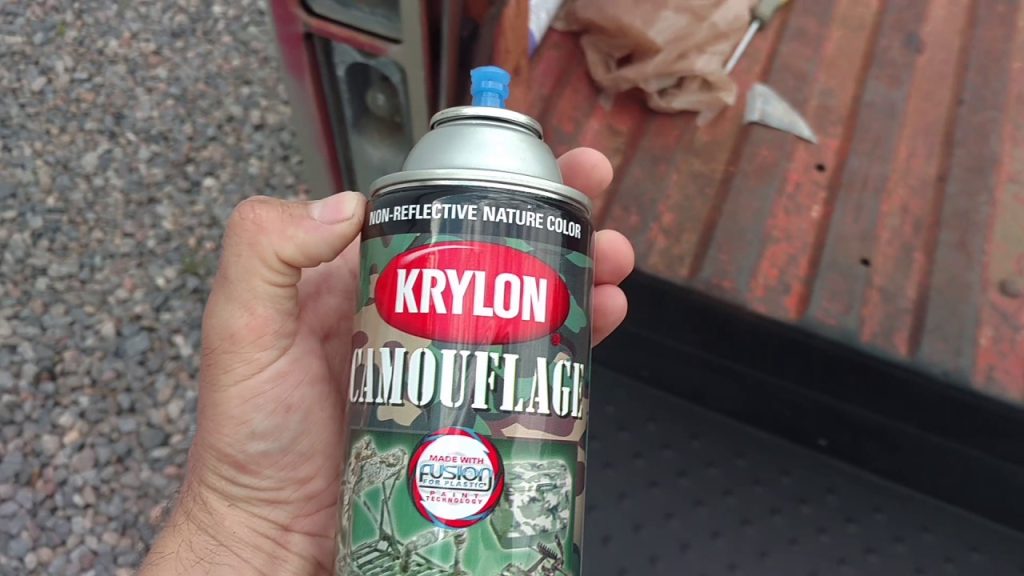 NON-REFLECTIVE NATURE COLOR
KRYLON
CAMOUFLAGE
MADE WITH
FUSION
FOR PLASTIC
PAINT
TECHNOLOGY